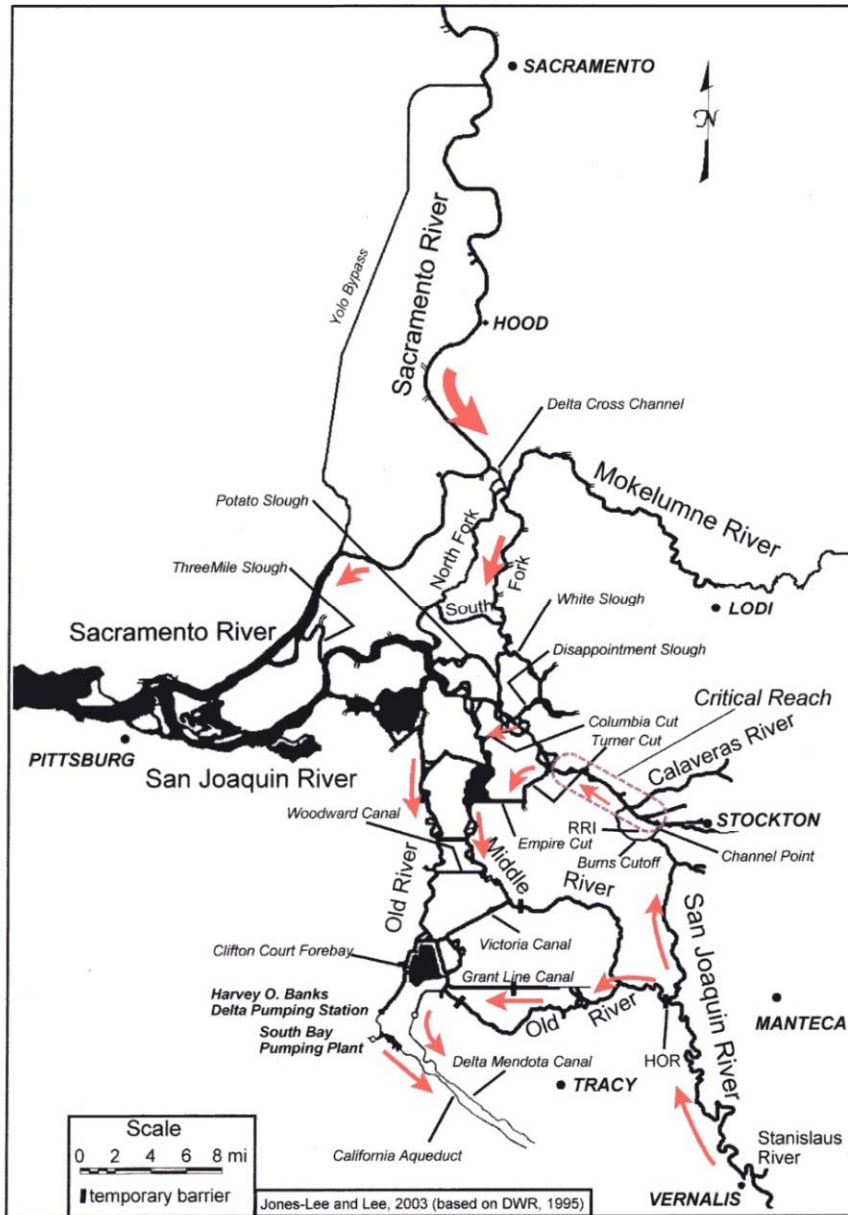 SACRAMENTO
N
Yolo Bypass
Sacramento River
HOOD
Delta Cross Channel
Potato Slough
Mokelumne River
ThreeMile Slough
North Fork
South
Fork
LODI
White Slough
Sacramento River
Disappointment Slough
Critical Reach
Columbia Cut
Turner Cut
Calaveras River
PITTSBURG
San Joaquin River
STOCKTON
Woodward Canal
Empire Cut
RRI
Channel Point
Burns Cutoff
Old River
Middle
River
San Joaquin River
Victoria Canal
Clifton Court Forebay
Grant Line Canal
Harvey O. Banks
Delta Pumping Station
Old River
MANTECA
South Bay
Pumping Plant
HOR
Delta Mendota Canal
TRACY
Scale
0 2 4 6 8 mi
temporary barrier
California Aqueduct
Stanislaus
River
VERNALIS
Jones-Lee and Lee, 2003 (based on DWR, 1995)